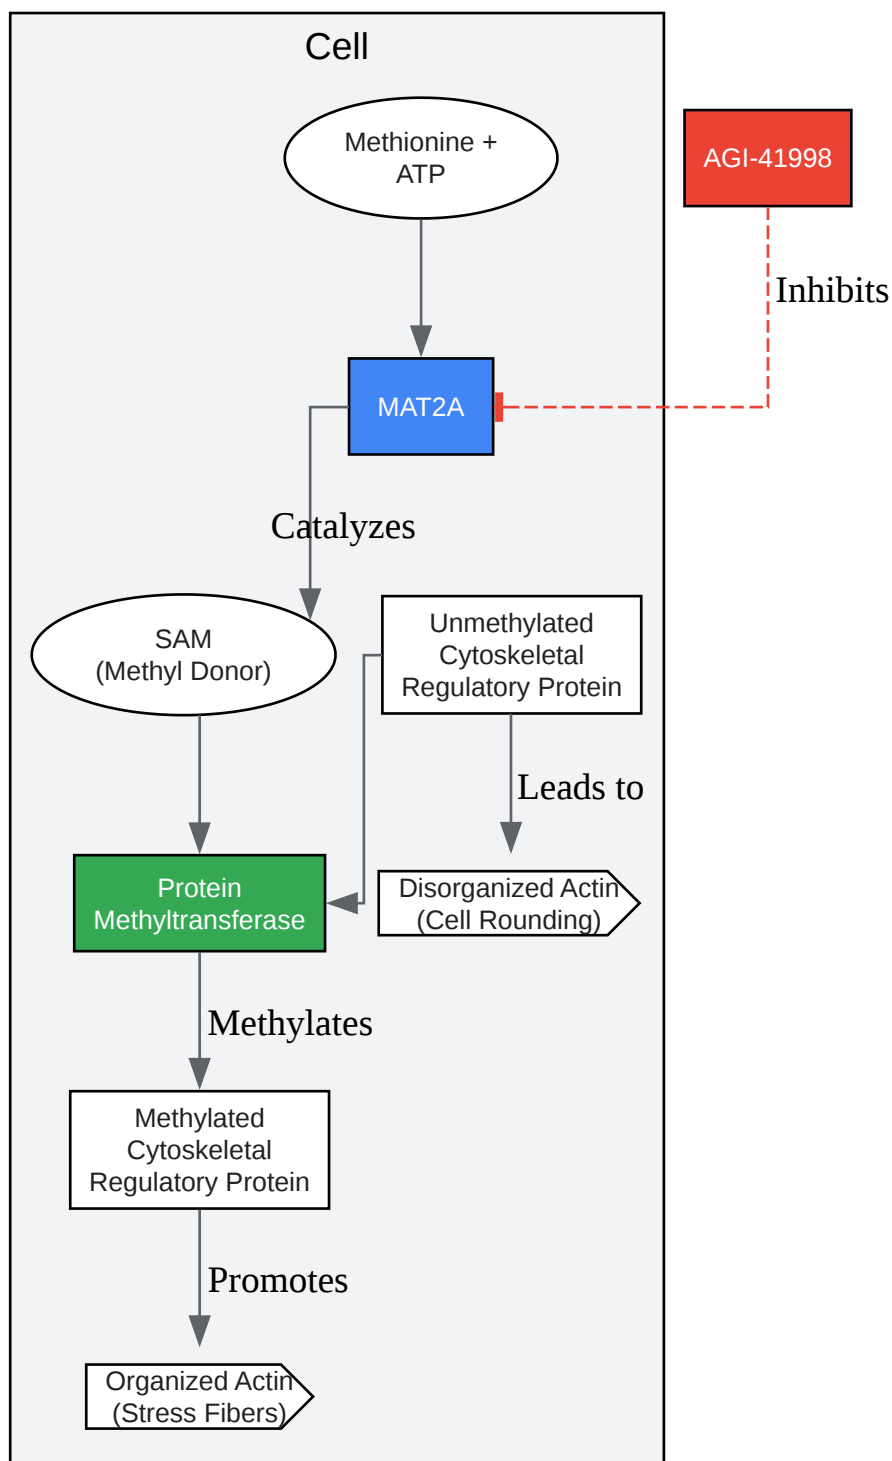 Cell
Methionine +
ATP
AGI-41998
Inhibits
MAT2A
Catalyzes
SAM
(Methyl Donor)
Unmethylated
Cytoskeletal
Regulatory Protein
Leads to
Protein
Methyltransferase
Disorganized Actin
(Cell Rounding)
Methylates
Methylated
Cytoskeletal
Regulatory Protein
Promotes
Organized Actin
(Stress Fibers)